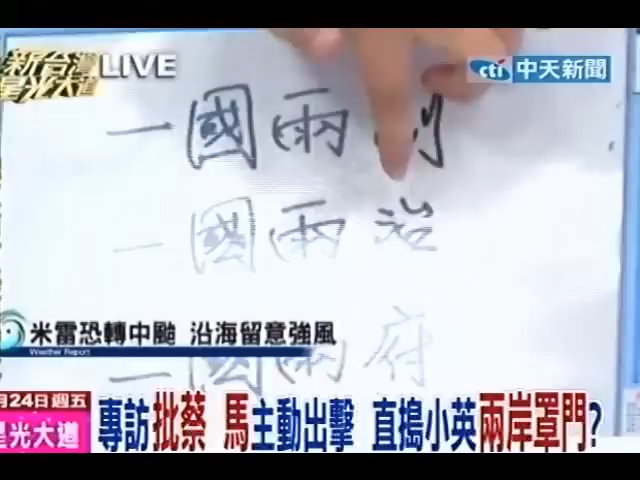 新台灣 LIVE
星光大道
cti 中天新聞
一國兩
一國兩治
一國兩府
米雷恐轉中颱 沿海留意強風
Weather Report
月24日週五
星光大道
專訪批蔡 馬主動出擊 直搗小英兩岸罩門?